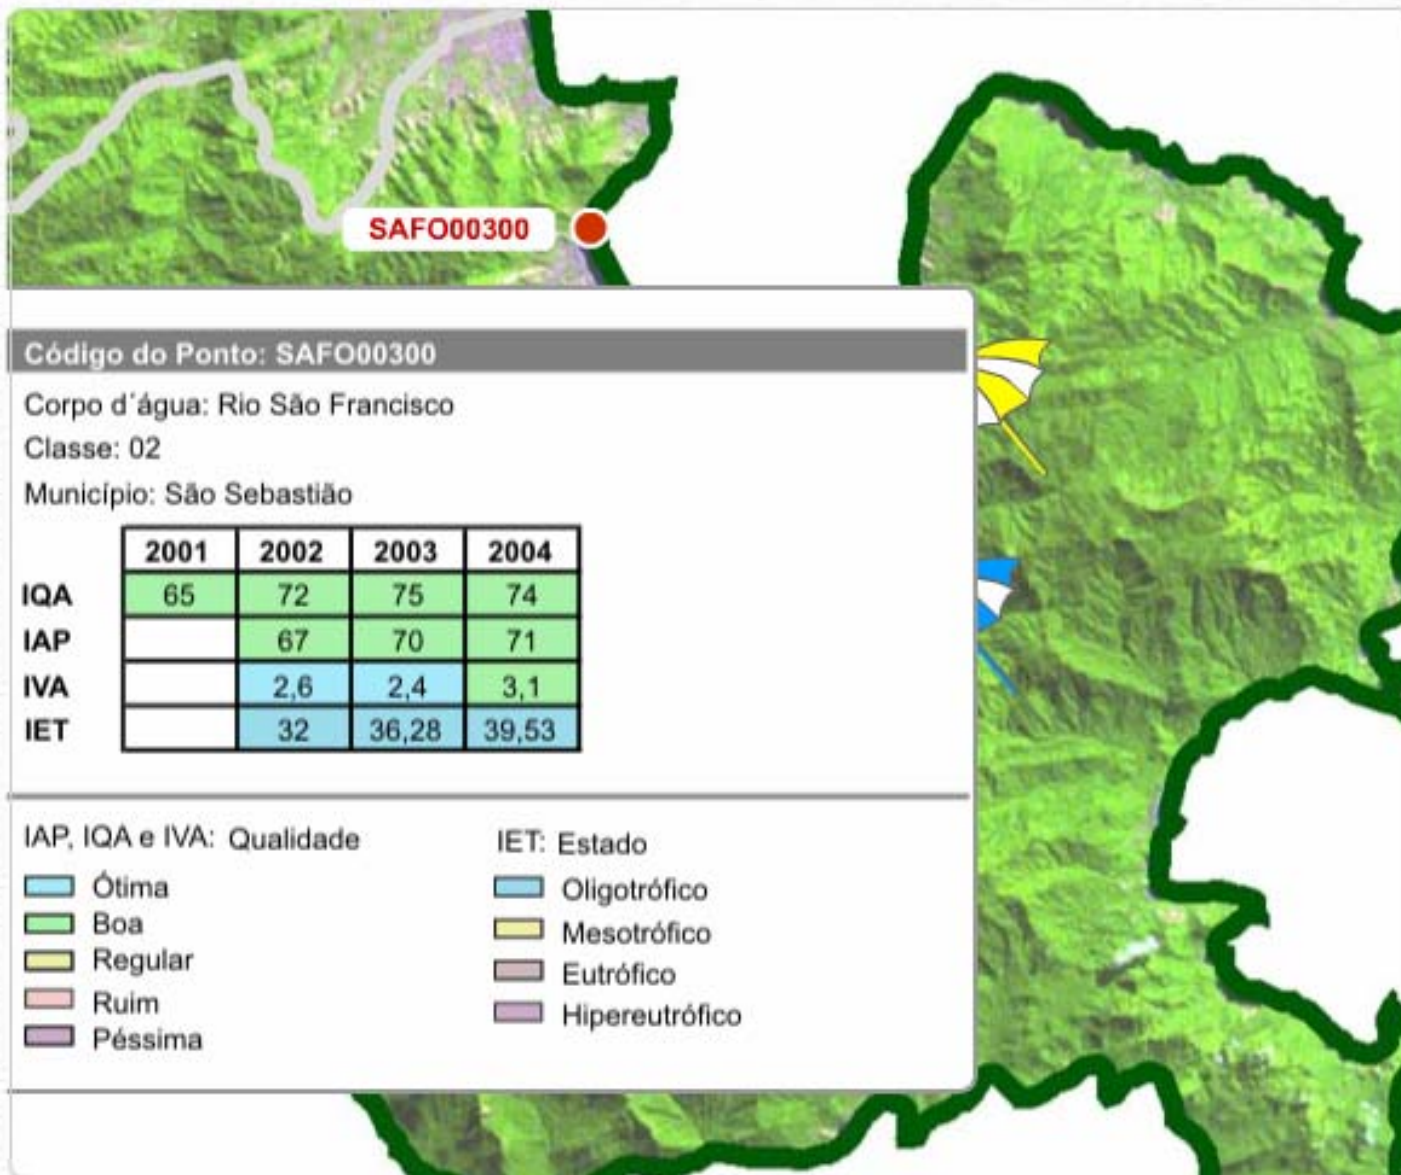 SAFO00300
Código do Ponto: SAFO00300
Corpo d´água: Rio São Francisco
Classe: 02
Município: São Sebastião
2001 2002 2003 2004
IQA 65 72 75 74
IAP 67 70 71
IVA 2,6 2,4 3,1
IET 32 36,28 39,53
IAP, IQA e IVA: Qualidade
Ótima
Boa
Regular
Ruim
Péssima
IET: Estado
Oligotrófico
Mesotrófico
Eutrófico
Hipereutrófico